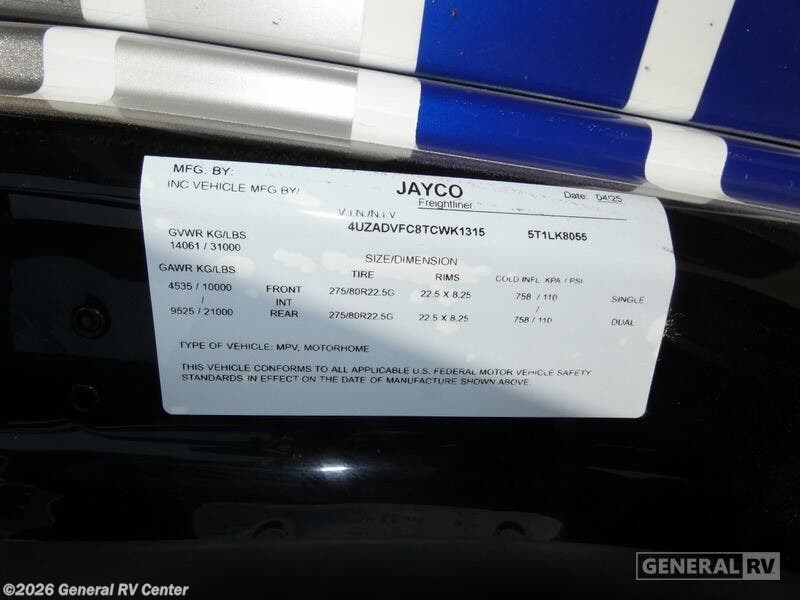 MFG. BY: JAYCO Date: 04/25
INC VEHICLE MFG BY/ Freightliner
V.I.N./N.I.V
4UZADVFC8TCWK1315 5T1LK8055
GVWR KG/LBS
14061 / 31000
SIZE/DIMENSION
GAWR KG/LBS TIRE RIMS COLD INFL. KPA / PSI
4535 / 10000 FRONT 275/80R22.5G 22.5 X 8.25 758 / 110 SINGLE
/ INT
9525 / 21000 REAR 275/80R22.5G 22.5 X 8.25 758 / 110 DUAL
TYPE OF VEHICLE: MPV, MOTORHOME
THIS VEHICLE CONFORMS TO ALL APPLICABLE U.S. FEDERAL MOTOR VEHICLE SAFETY
STANDARDS IN EFFECT ON THE DATE OF MANUFACTURE SHOWN ABOVE
GENERAL RV
©2026 General RV Center